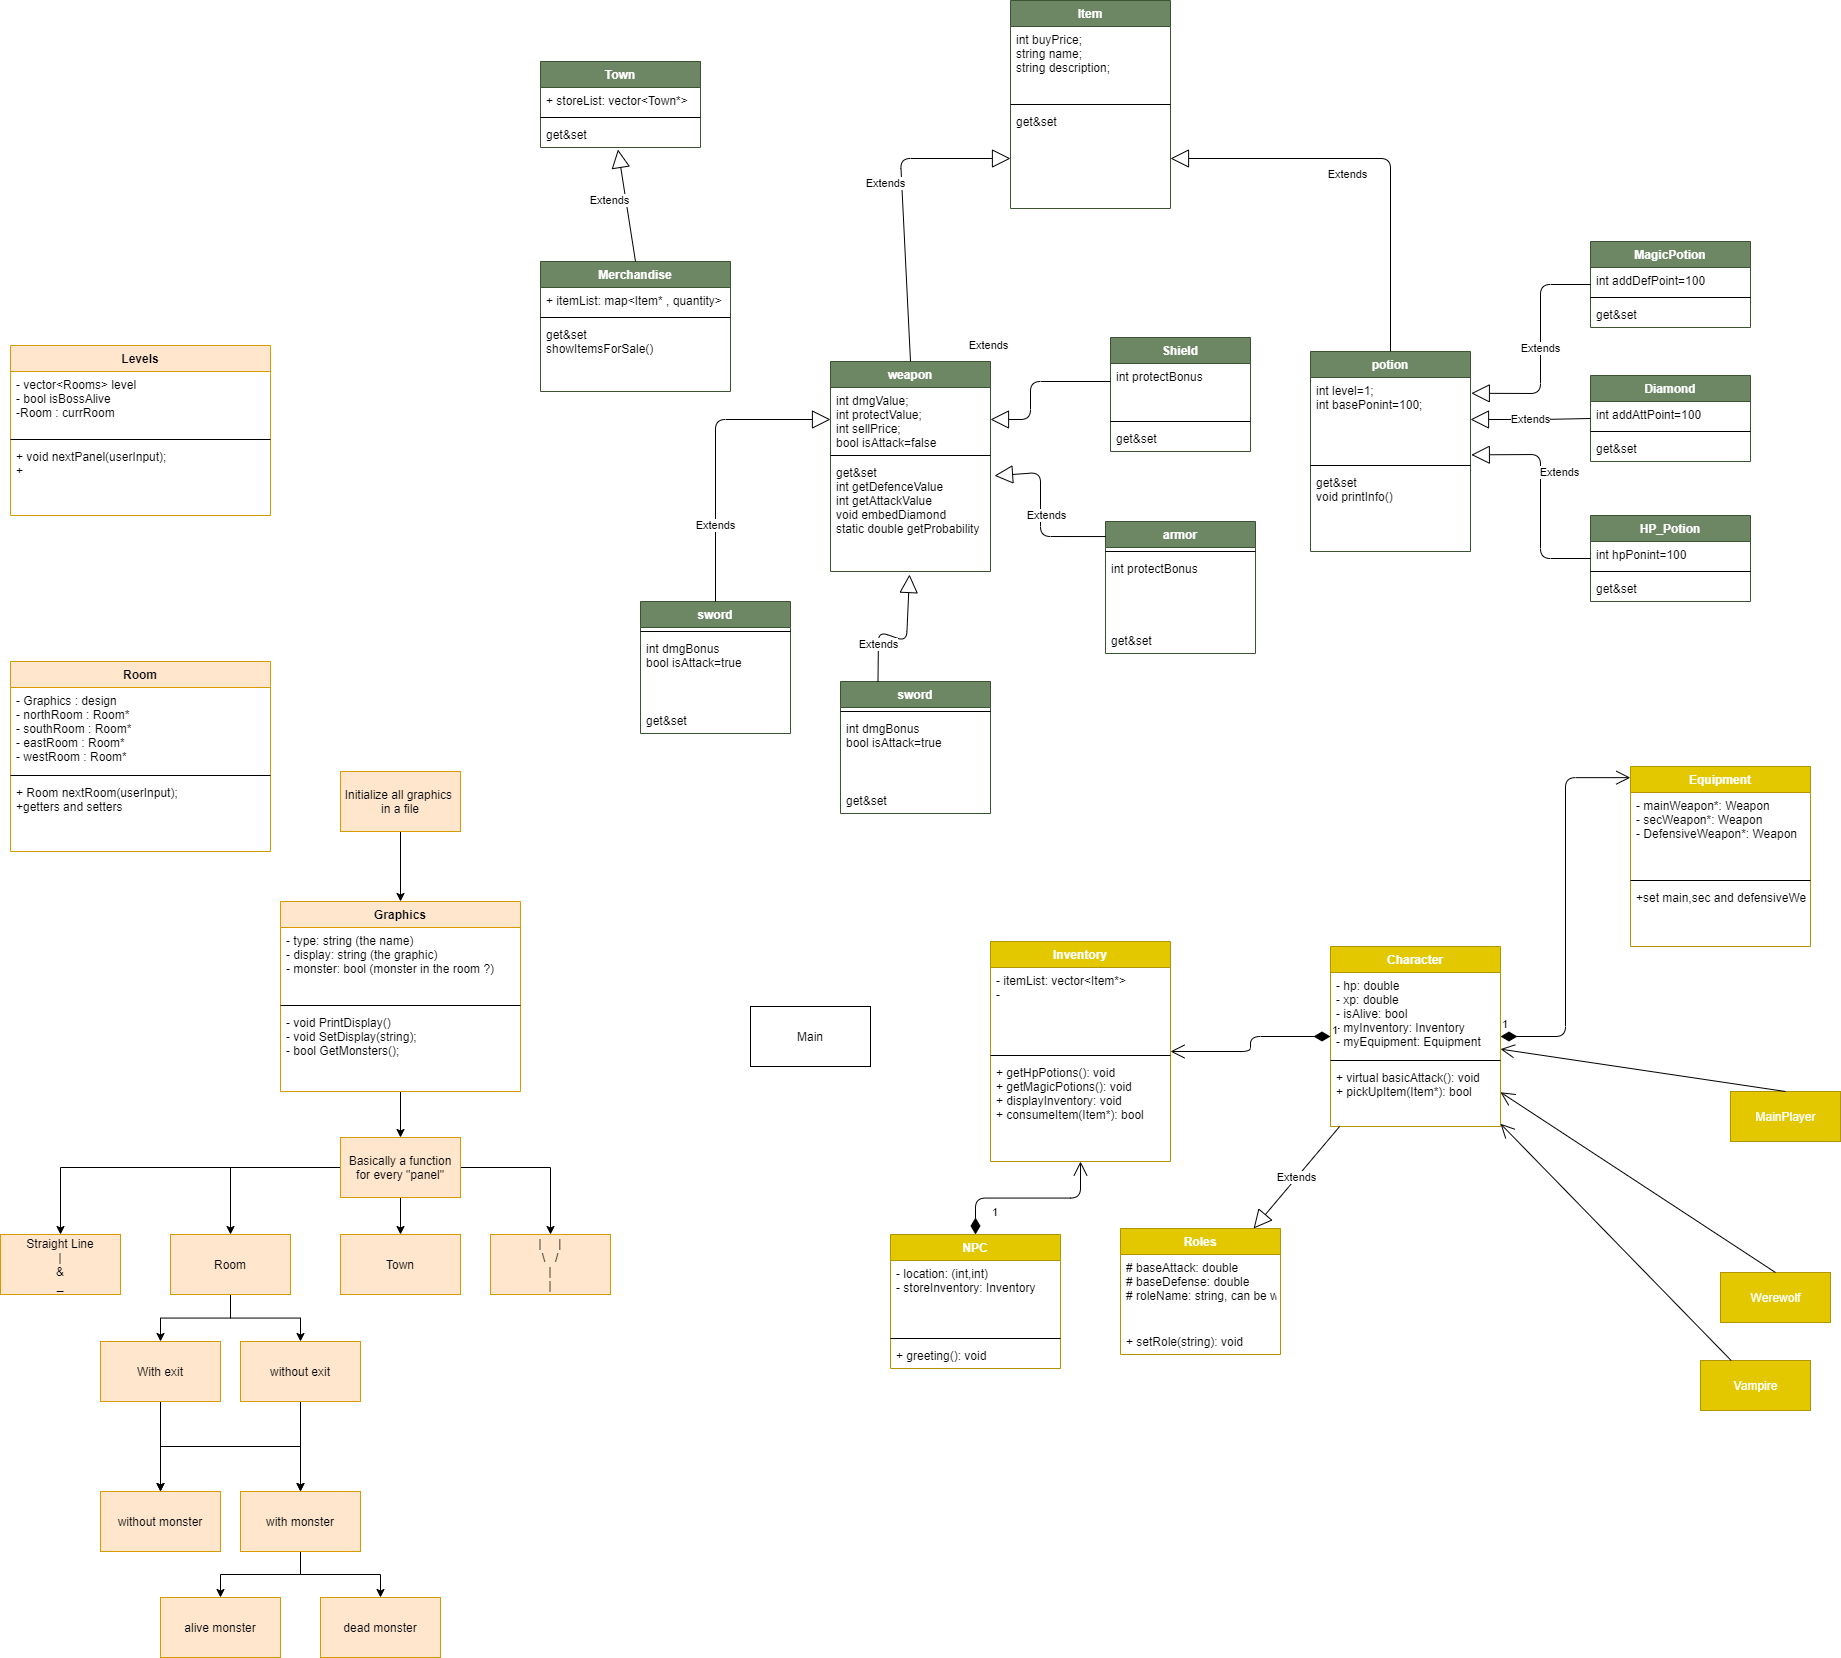 Item
int buyPrice;
string name;
string description;
get&set
Town
+ storeList: vector<Town*>
get&set
Extends
Merchandise
+ itemList: map<Item* , quantity>
get&set
showItemsForSale()
Extends
Extends
Extends
weapon
int dmgValue;
int protectValue;
int sellPrice;
bool isAttack=false
get&set
int getDefenceValue
int getAttackValue
void embedDiamond
static double getProbability
Shield
int protectBonus
get&set
Extends
armor
int protectBonus
get&set
Extends
sword
int dmgBonus
bool isAttack=true
get&set
Extends
sword
int dmgBonus
bool isAttack=true
get&set
potion
int level=1;
int basePonint=100;
get&set
void printInfo()
MagicPotion
int addDefPoint=100
get&set
Extends
Diamond
int addAttPoint=100
get&set
Extends
HP_Potion
int hpPonint=100
get&set
Extends
Levels
- vector<Rooms> level
- bool isBossAlive
-Room : currRoom
+ void nextPanel(userInput);
+
Room
- Graphics : design
- northRoom : Room*
- southRoom : Room*
- eastRoom : Room*
- westRoom : Room*
+ Room nextRoom(userInput);
+getters and setters
Initialize all graphics
in a file
Graphics
- type: string (the name)
- display: string (the graphic)
- monster: bool (monster in the room ?)
- void PrintDisplay()
- void SetDisplay(string);
- bool GetMonsters();
Basically a function
for every "panel"
Straight Line
|
&
_
Room
Town
| |
\ /
|
|
With exit
without exit
without monster
with monster
alive monster
dead monster
Main
Equipment
- mainWeapon*: Weapon
- secWeapon*: Weapon
- DefensiveWeapon*: Weapon
+set main,sec and defensiveWe
Inventory
- itemList: vector<Item*>
-
+ getHpPotions(): void
+ getMagicPotions(): void
+ displayInventory: void
+ consumeItem(Item*): bool
Character
- hp: double
- xp: double
- isAlive: bool
- myInventory: Inventory
- myEquipment: Equipment
+ virtual basicAttack(): void
+ pickUpItem(Item*): bool
1
1
MainPlayer
Werewolf
Vampire
Extends
Roles
# baseAttack: double
# baseDefense: double
# roleName: string, can be w
+ setRole(string): void
1
NPC
- location: (int,int)
- storeInventory: Inventory
+ greeting(): void